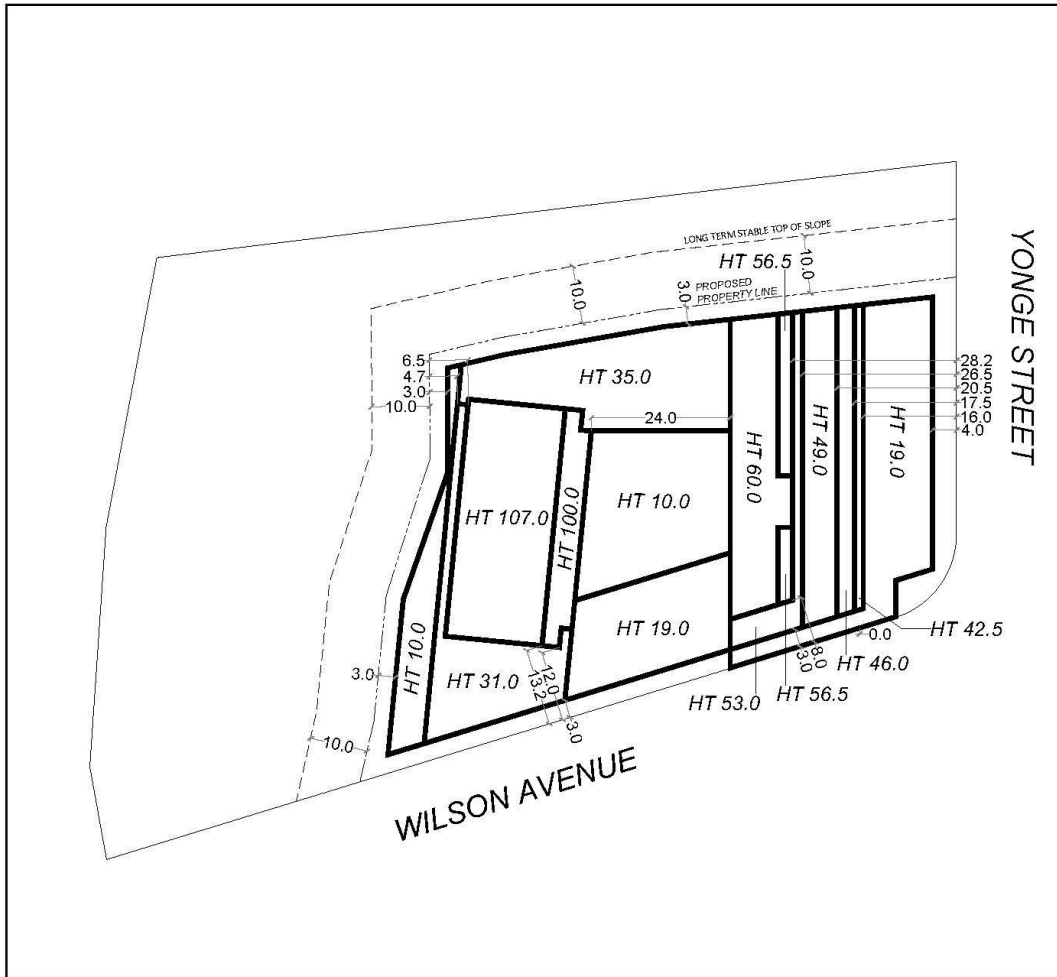 LONG TERM STABLE TOP OF SLOPE
HT 56.5
10.0
10.0
3.0
PROPOSED
PROPERTY LINE
YONGE STREET
6.5
4.7
3.0
10.0
HT 35.0
24.0
28.2
26.5
20.5
17.5
16.0
4.0
HT 60.0
HT 49.0
HT 19.0
HT 107.0
HT 100.0
HT 10.0
HT 19.0
HT 10.0
HT 31.0
3.0
10.0
13.2
12.0
3.0
3.0
8.0
0.0
HT 42.5
HT 46.0
HT 56.5
HT 53.0
WILSON AVENUE